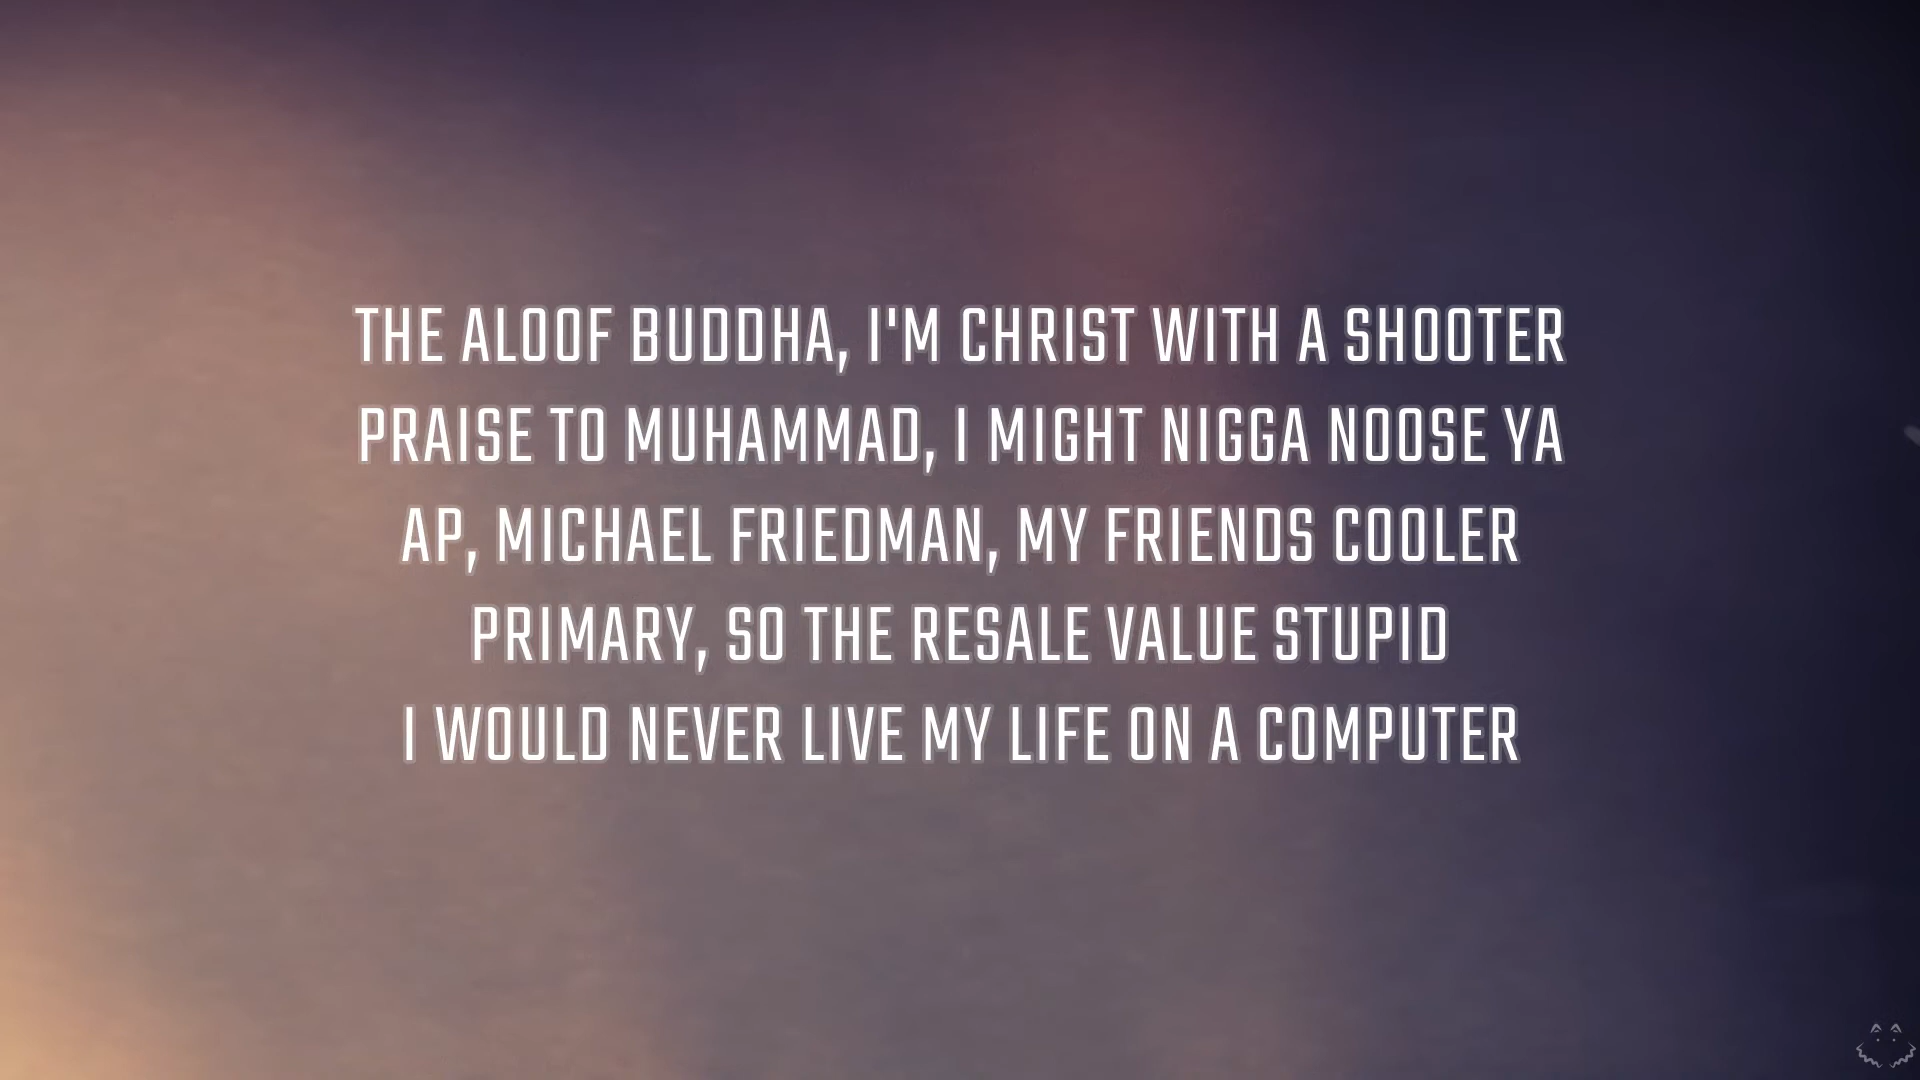 THE ALOOF BUDDHA, I'M CHRIST WITH A SHOOTER
PRAISE TO MUHAMMAD, I MIGHT NIGGA NOOSE YA
AP, MICHAEL FRIEDMAN, MY FRIENDS COOLER
PRIMARY, SO THE RESALE VALUE STUPID
I WOULD NEVER LIVE MY LIFE ON A COMPUTER